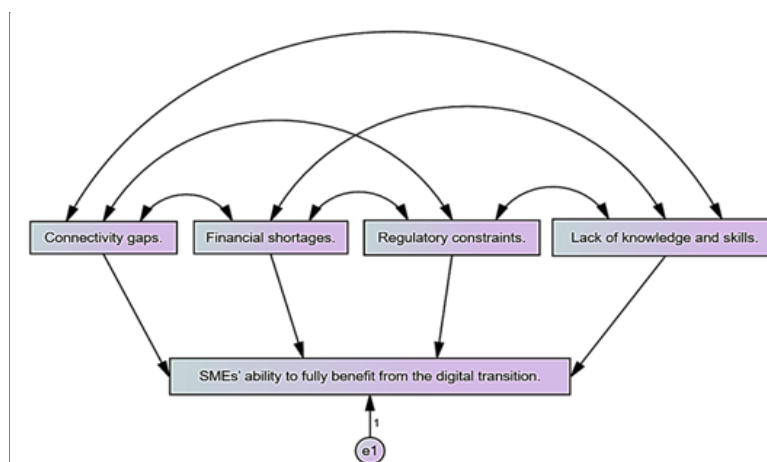 Connectivity gaps.
Financial shortages.
Regulatory constraints.
Lack of knowledge and skills.
SMEs' ability to fully benefit from the digital transition.
1
e1